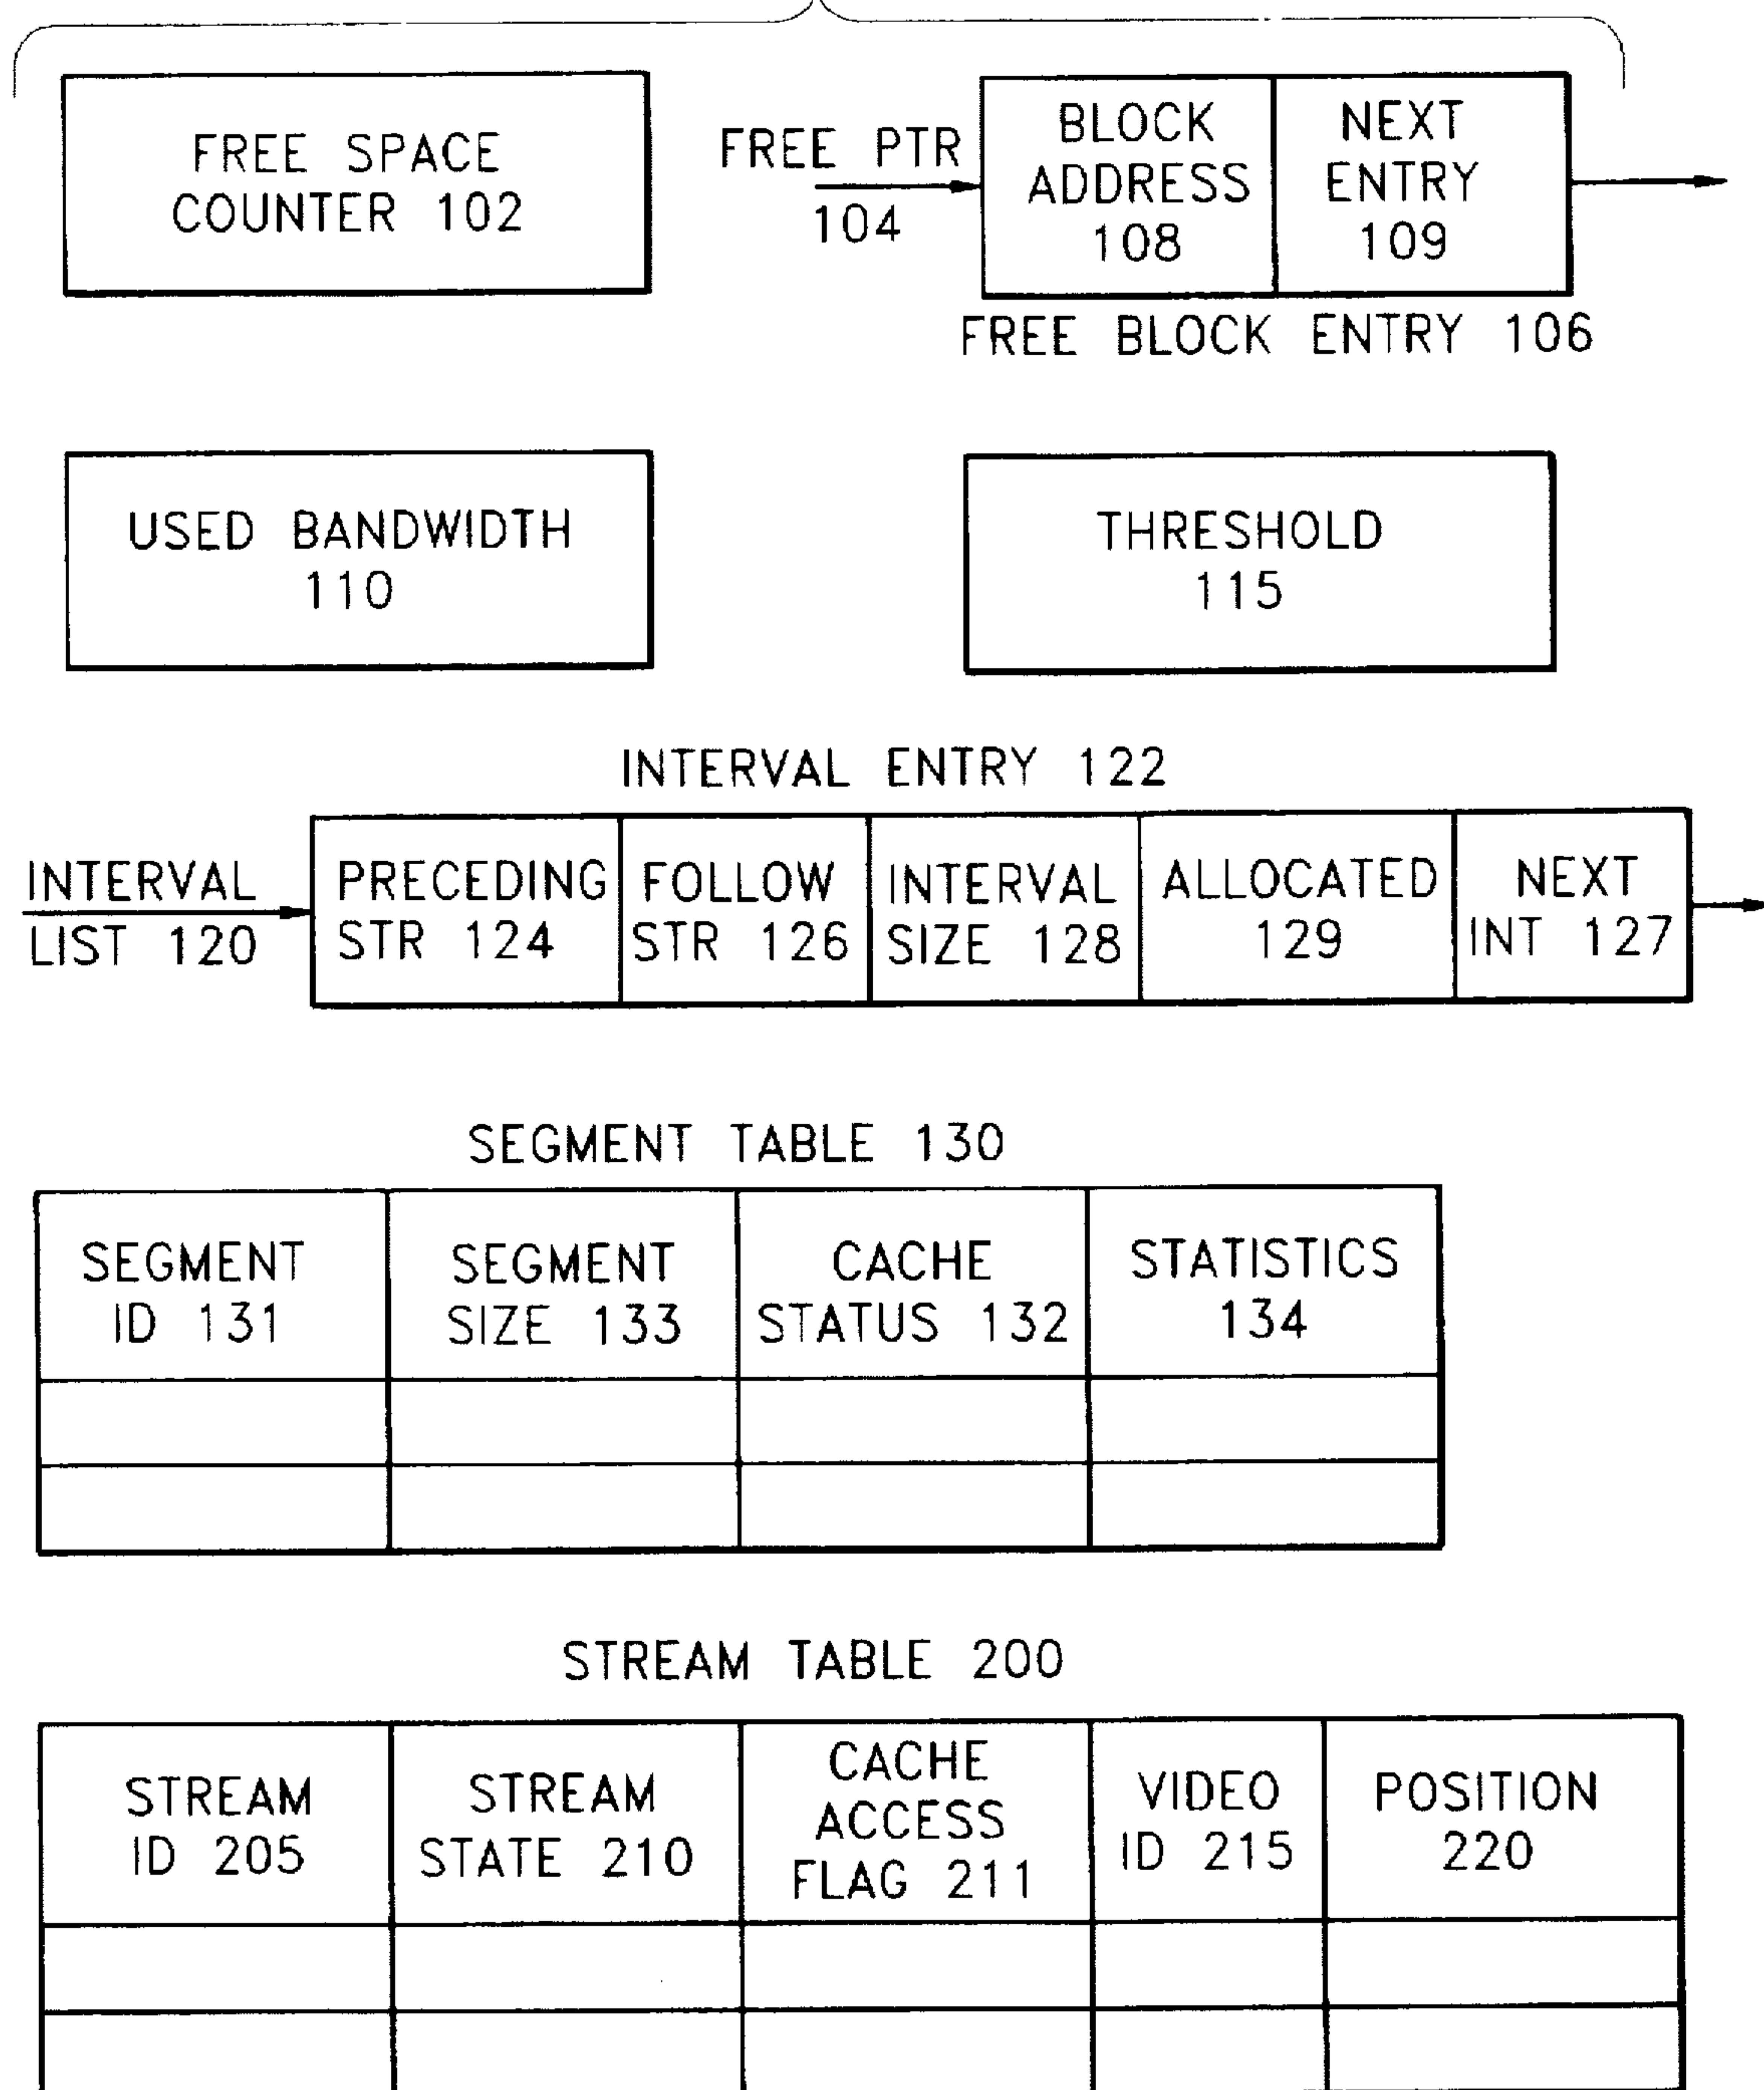 FREE SPACE
COUNTER 102
FREE PTR
104
BLOCK
ADDRESS
108
NEXT
ENTRY
109
FREE BLOCK ENTRY 106
USED BANDWIDTH
110
THRESHOLD
115
INTERVAL ENTRY 122
INTERVAL
LIST 120
PRECEDING
STR 124
FOLLOW
STR 126
INTERVAL
SIZE 128
ALLOCATED
129
NEXT
INT 127
SEGMENT TABLE 130
SEGMENT
ID 131
SEGMENT
SIZE 133
CACHE
STATUS 132
STATISTICS
134
STREAM TABLE 200
STREAM
ID 205
STREAM
STATE 210
CACHE
ACCESS
FLAG 211
VIDEO
ID 215
POSITION
220